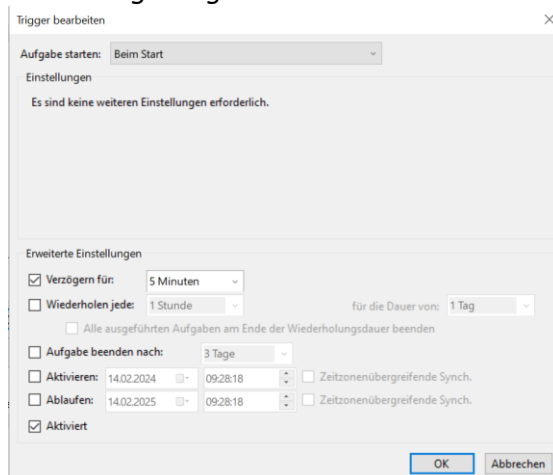 Trigger bearbeiten
Aufgabe starten: Beim Start
Einstellungen
Es sind keine weiteren Einstellungen erforderlich.
Erweiterte Einstellungen
Verzögern für: 5 Minuten
Wiederholen jede: 1 Stunde für die Dauer von: 1 Tag
Alle ausgeführten Aufgaben am Ende der Wiederholungsdauer beenden
Aufgabe beenden nach: 3 Tage
Aktivieren: 14.02.2024 09:28:18 Zeitzonenübergreifende Synch.
Ablaufen: 14.02.2025 09:28:18 Zeitzonenübergreifende Synch.
Aktiviert
OK Abbrechen